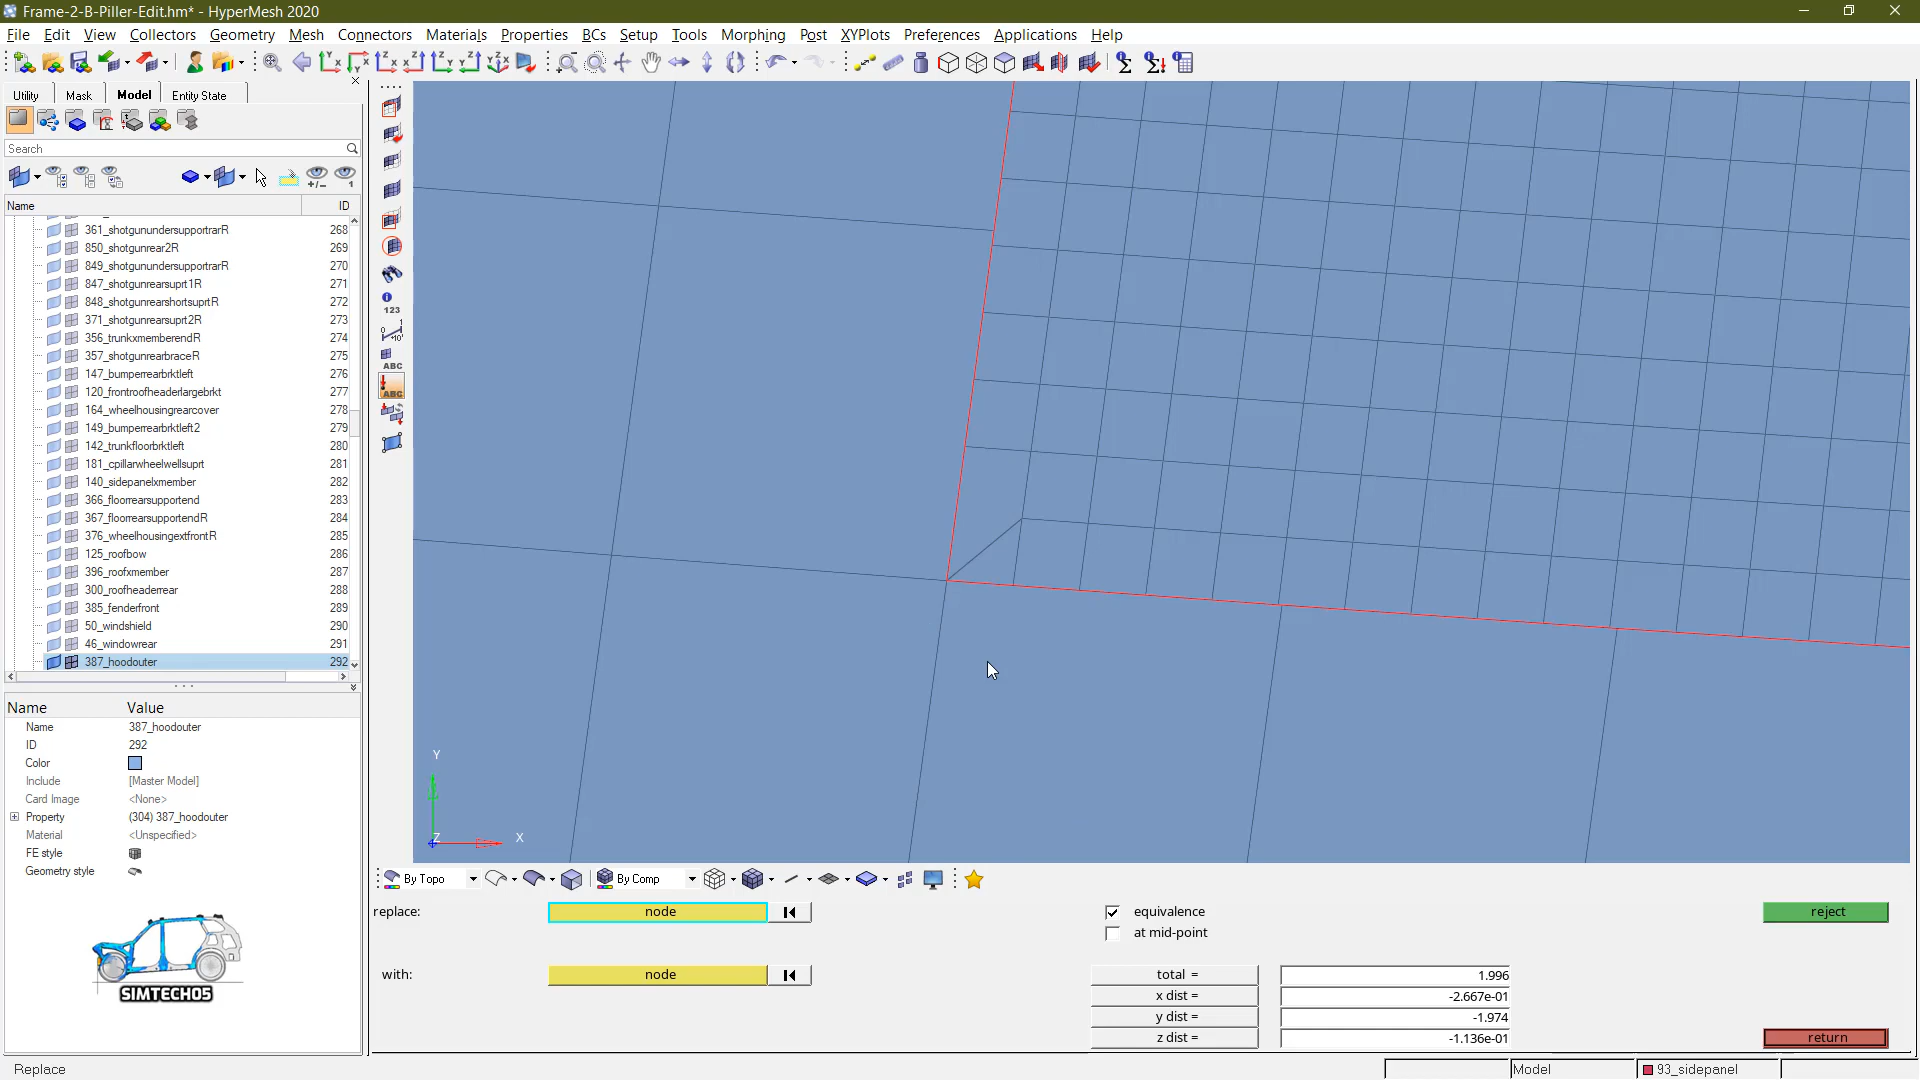 Frame-2-B-Piller-Edit.hm* - HyperMesh 2020
File Edit View Collectors Geometry Mesh Connectors Materials Properties BCs Setup Tools Morphing Post XYPlots Preferences Applications Help
Utility Mask Model Entity State
Search
Name ID
361_shotgunundersupportrarR 268
850_shotgunrear2R 269
849_shotgunundersupportrarR 270
847_shotgunrearsuprt1R 271
848_shotgunrearshortsuprtR 272
371_shotgunrearsuprt2R 273
356_trunkxmemberendR 274
357_shotgunrearbraceR 275
147_bumperrearbrktleft 276
120_frontroofheaderlargebrkt 277
164_wheelhousingrearcover 278
149_bumperrearbrktleft2 279
142_trunkfloorbrktleft 280
181_cpillarwheelwellsuprt 281
140_sidepanelxmember 282
366_floorrearsupportend 283
367_floorrearsupportendR 284
376_wheelhousingextfrontR 285
125_roofbow 286
396_roofxmember 287
300_roofheaderrear 288
385_fenderfront 289
50_windshield 290
46_windowrear 291
387_hoodouter 292
Name Value
Name 387_hoodouter
ID 292
Color
Include [Master Model]
Card Image <None>
Property (304) 387_hoodouter
Material <Unspecified>
FE style
Geometry style
SIMTECH05
123
ABC
ABC
Y
Z X
By Topo By Comp
replace: node equivalence reject
at mid-point
with: node total = 1.996
x dist = -2.667e-01
y dist = -1.974
z dist = -1.136e-01 return
Replace Model 93_sidepanel